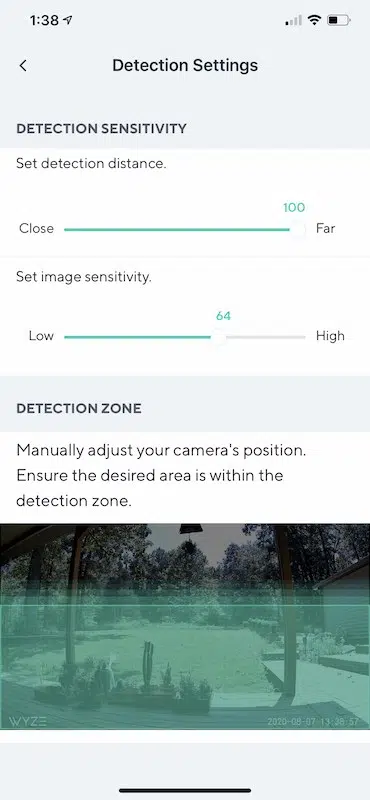 1:38
Detection Settings
DETECTION SENSITIVITY
Set detection distance.
100
Close Far
Set image sensitivity.
64
Low High
DETECTION ZONE
Manually adjust your camera's position.
Ensure the desired area is within the
detection zone.
WYZE 2020-08-07 13:38:57